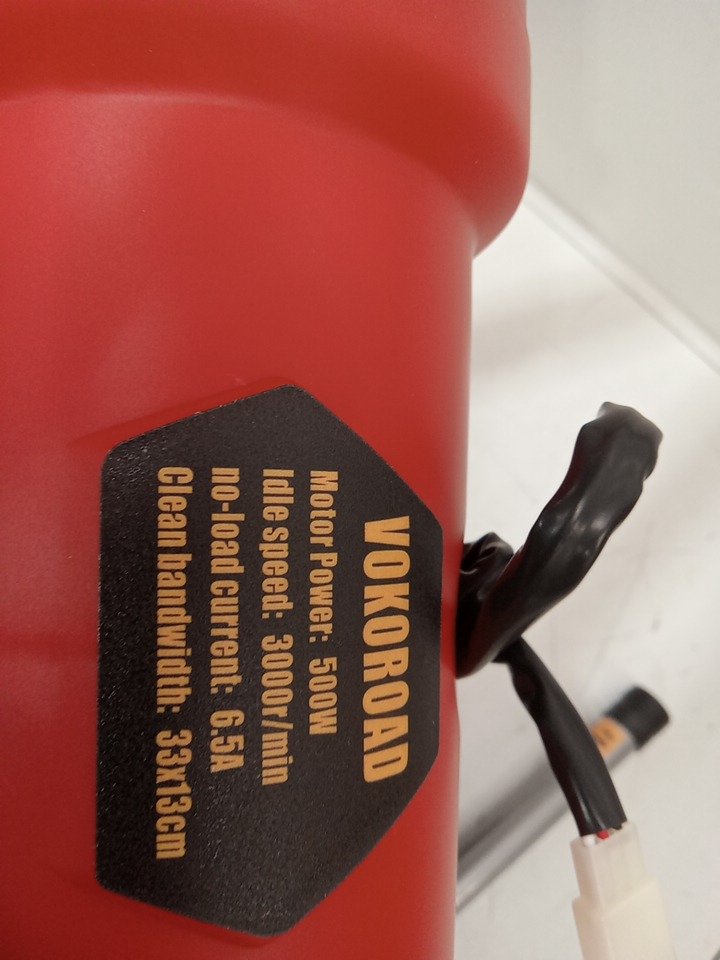 VOKOROAD
Motor Power: 500W
Idle speed: 3000r/min
no-load current: 6.5A
Clean bandwidth: 33x13cm